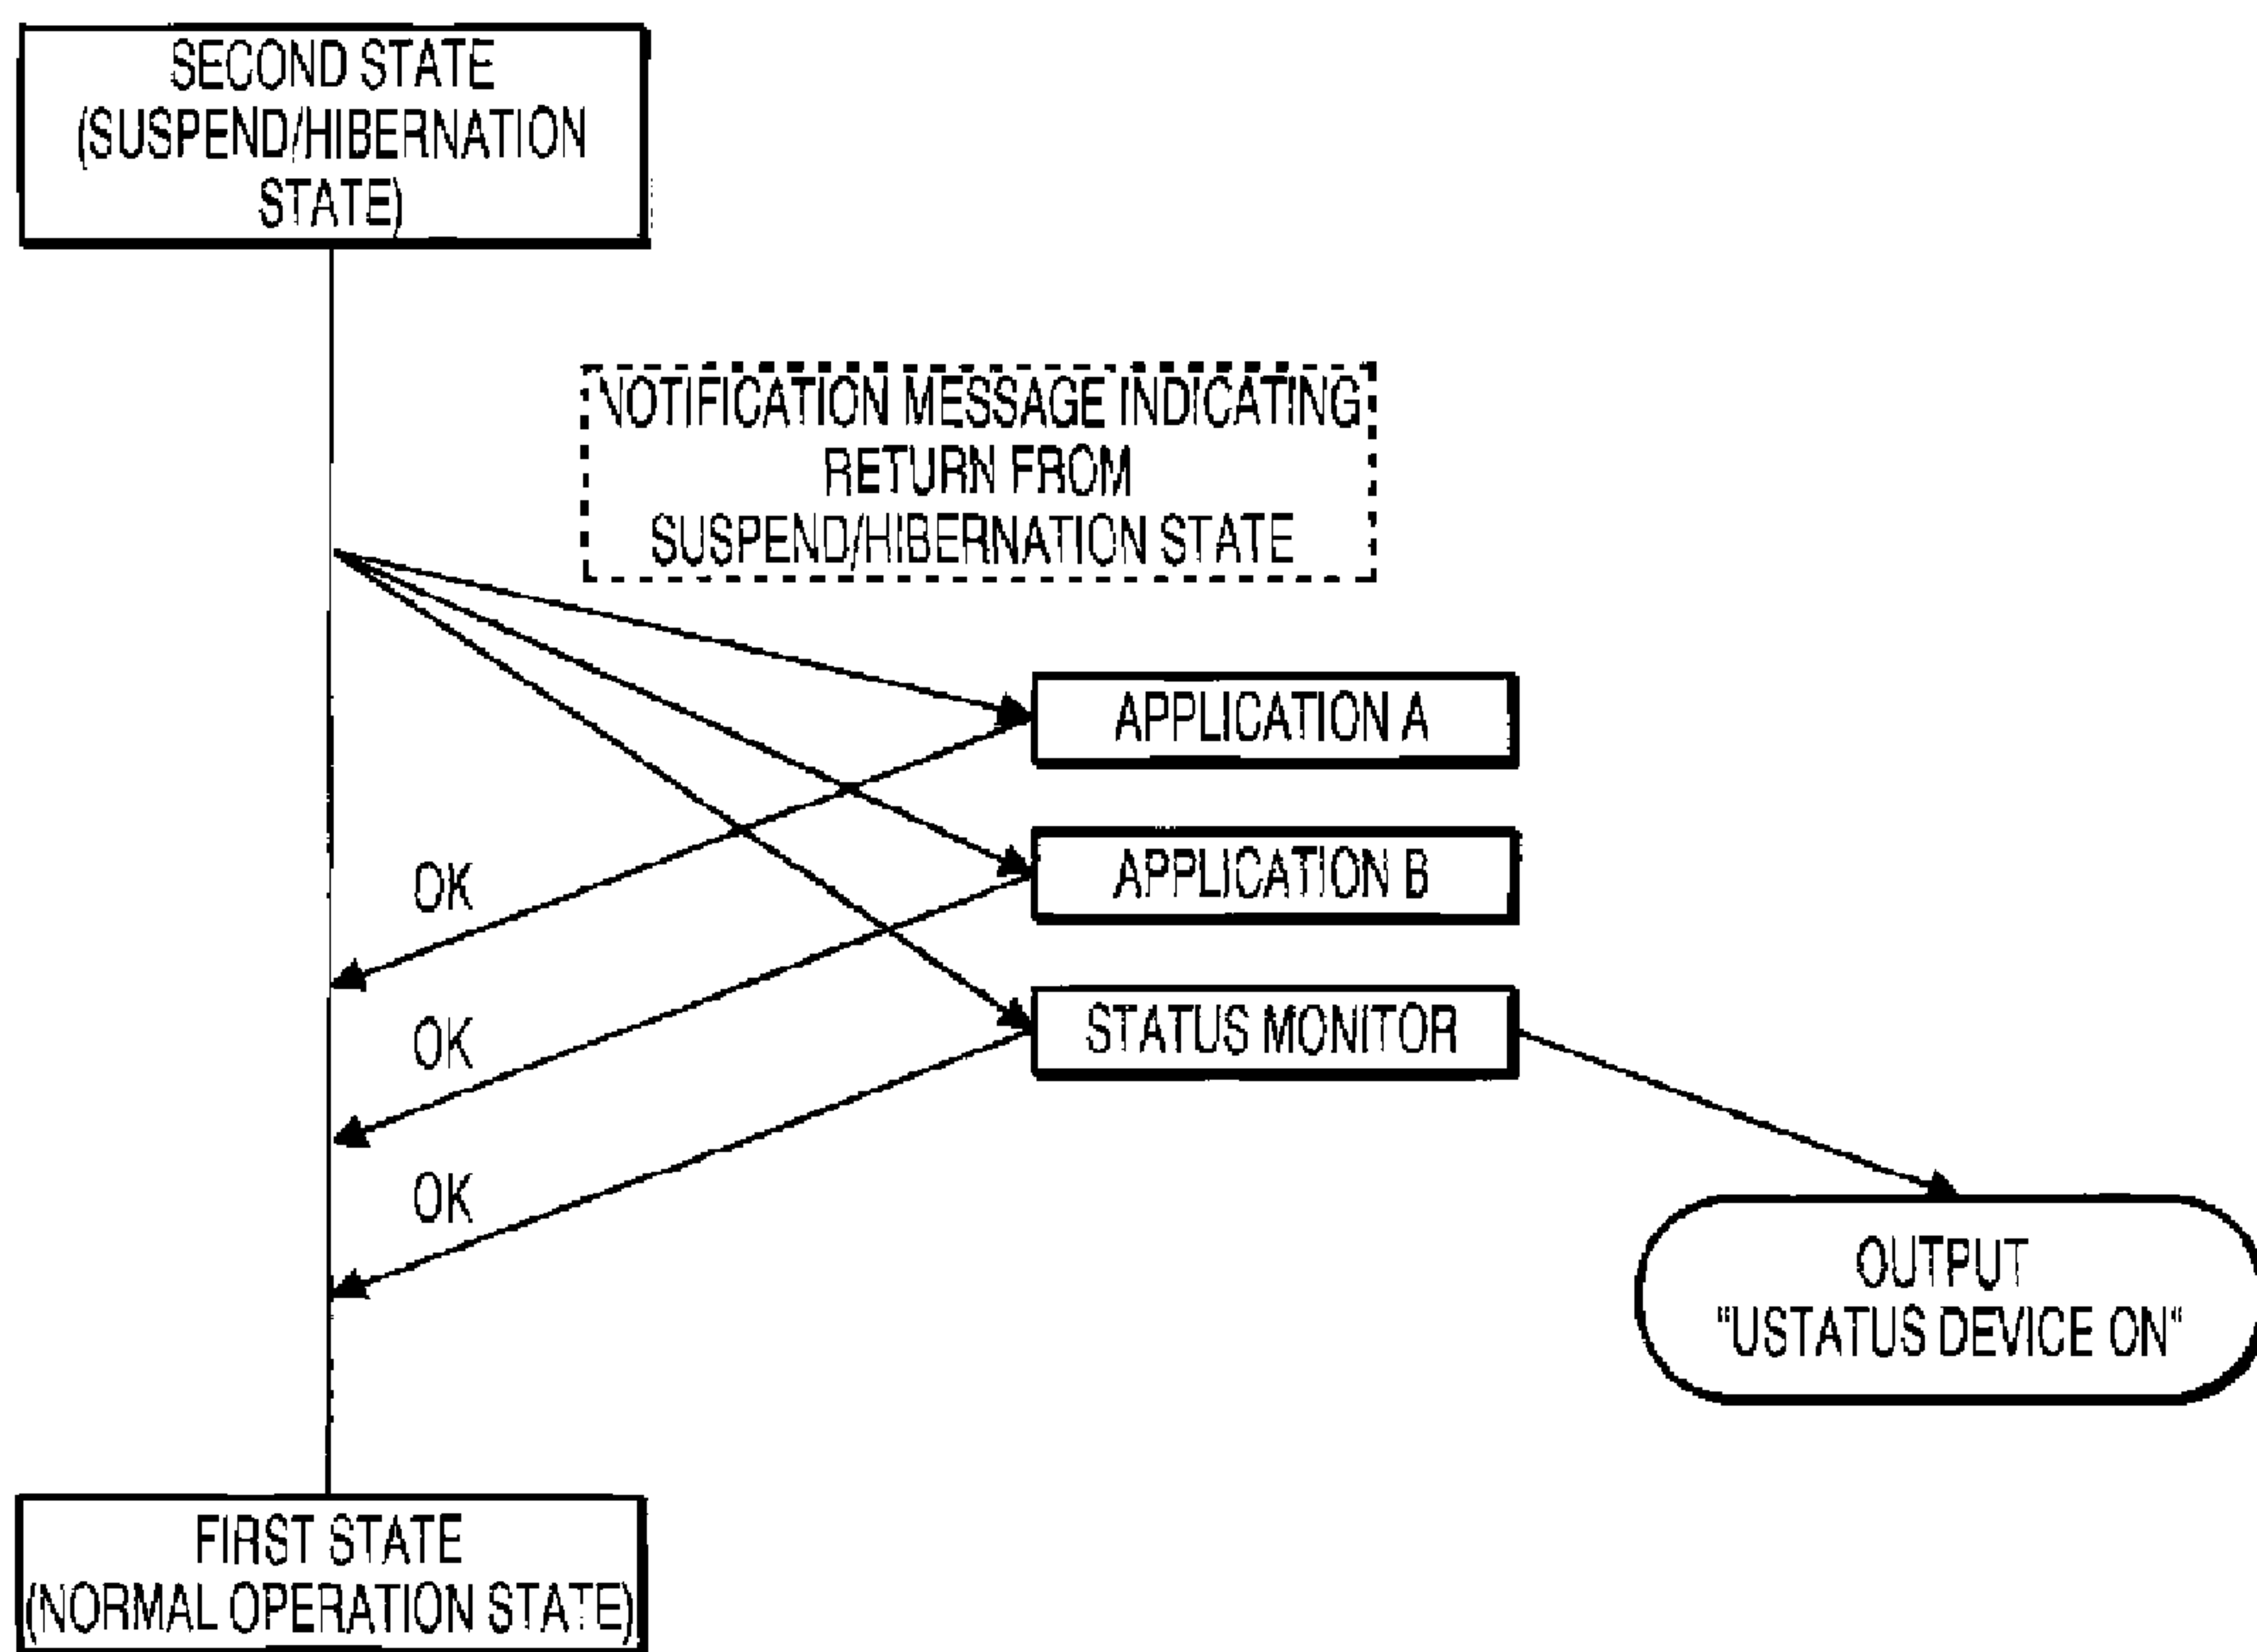 SECOND STATE
(SUSPEND/HIBERNATION
STATE)
NOTIFICATION MESSAGE INDICATING
RETURN FROM
SUSPEND/HIBERNATION STATE
APPLICATION A
APPLICATION B
OK
STATUS MONITOR
OK
OK
OUTPUT
"USTATUS DEVICE ON"
FIRST STATE
(NORMAL OPERATION STATE)